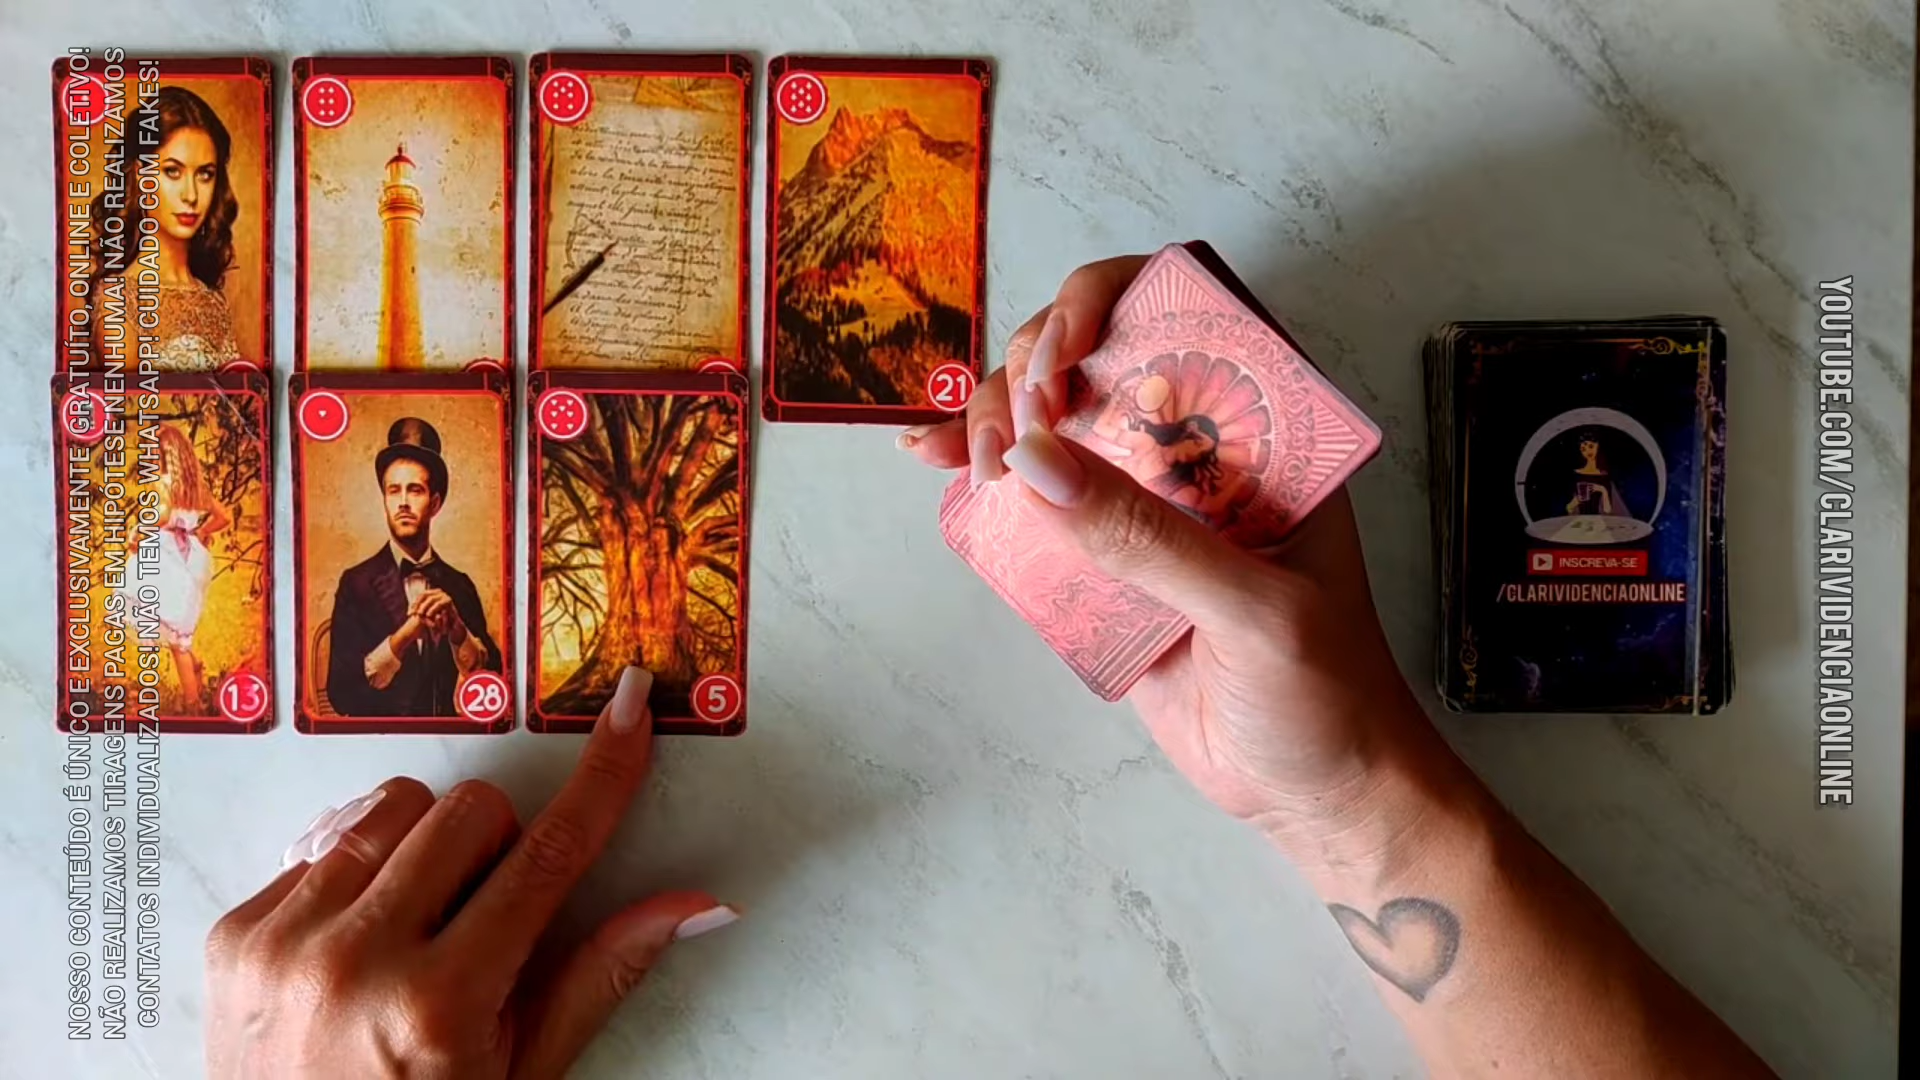 NOSSO CONTEÚDO É ÚNICO E EXCLUSIVAMENTE GRATUÍTO, ONLINE E COLETIVO!
NÃO REALIZAMOS TIRAGENS PAGAS EM HIPÓTESE NENHUMA! NÃO REALIZAMOS
CONTATOS INDIVIDUALIZADOS! NÃO TEMOS WHATSAPP! CUIDADO COM FAKES!
21
13
28
5
INSCREVA-SE
/CLARIVIDENCIAONLINE
YOUTUBE.COM/CLARIVIDENCIAONLINE